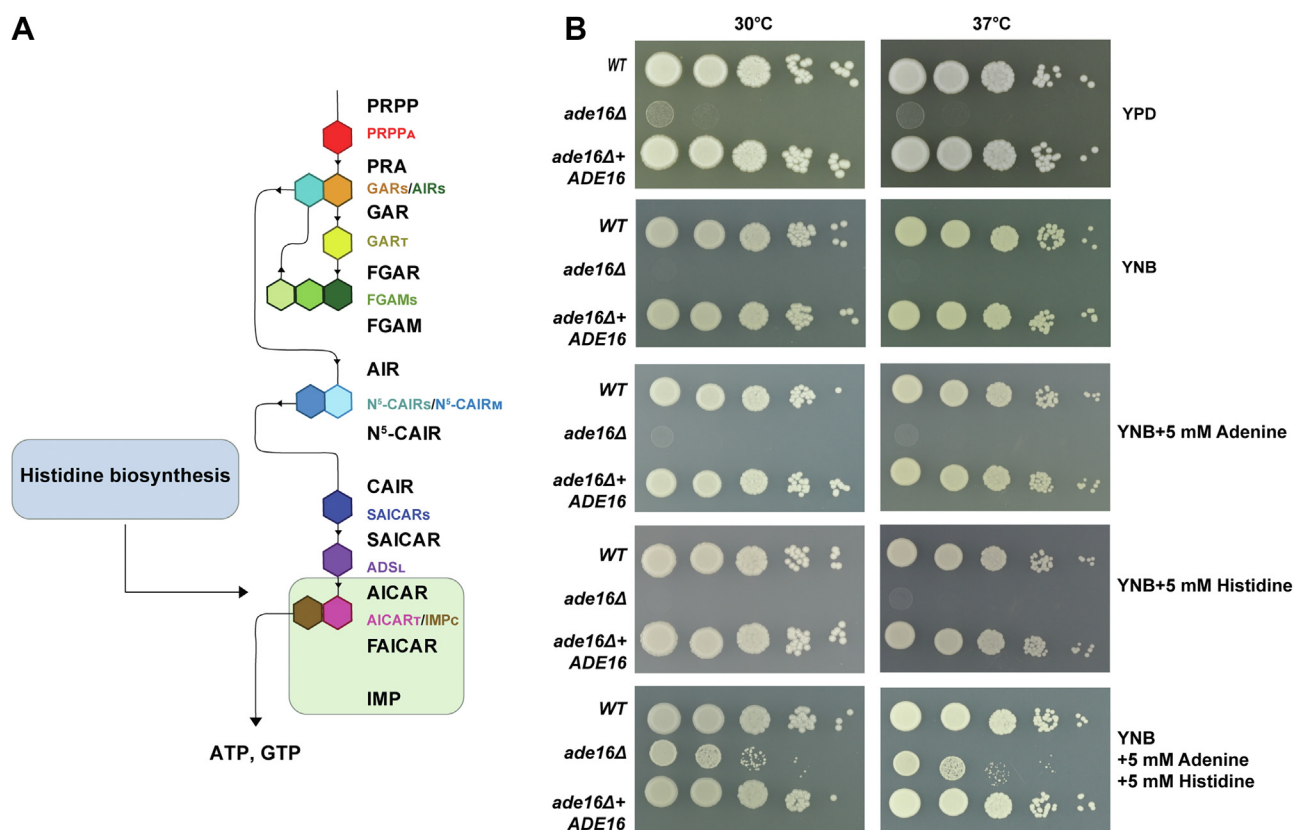 A
PRPP
PRPPA
PRA
GARs/AIRs
GAR
GART
FGAR
FGAMs
FGAM
AIR
N⁵-CAIRs/N⁵-CAIRM
N⁵-CAIR
Histidine biosynthesis
CAIR
SAICARs
SAICAR
ADSL
AICAR
AICART/IMPC
FAICAR
IMP
ATP, GTP
B
30°C
37°C
WT
ade16Δ
ade16Δ+
ADE16
YPD
WT
ade16Δ
ade16Δ+
ADE16
YNB
WT
ade16Δ
ade16Δ+
ADE16
YNB+5 mM Adenine
WT
ade16Δ
ade16Δ+
ADE16
YNB+5 mM Histidine
WT
ade16Δ
ade16Δ+
ADE16
YNB
+5 mM Adenine
+5 mM Histidine